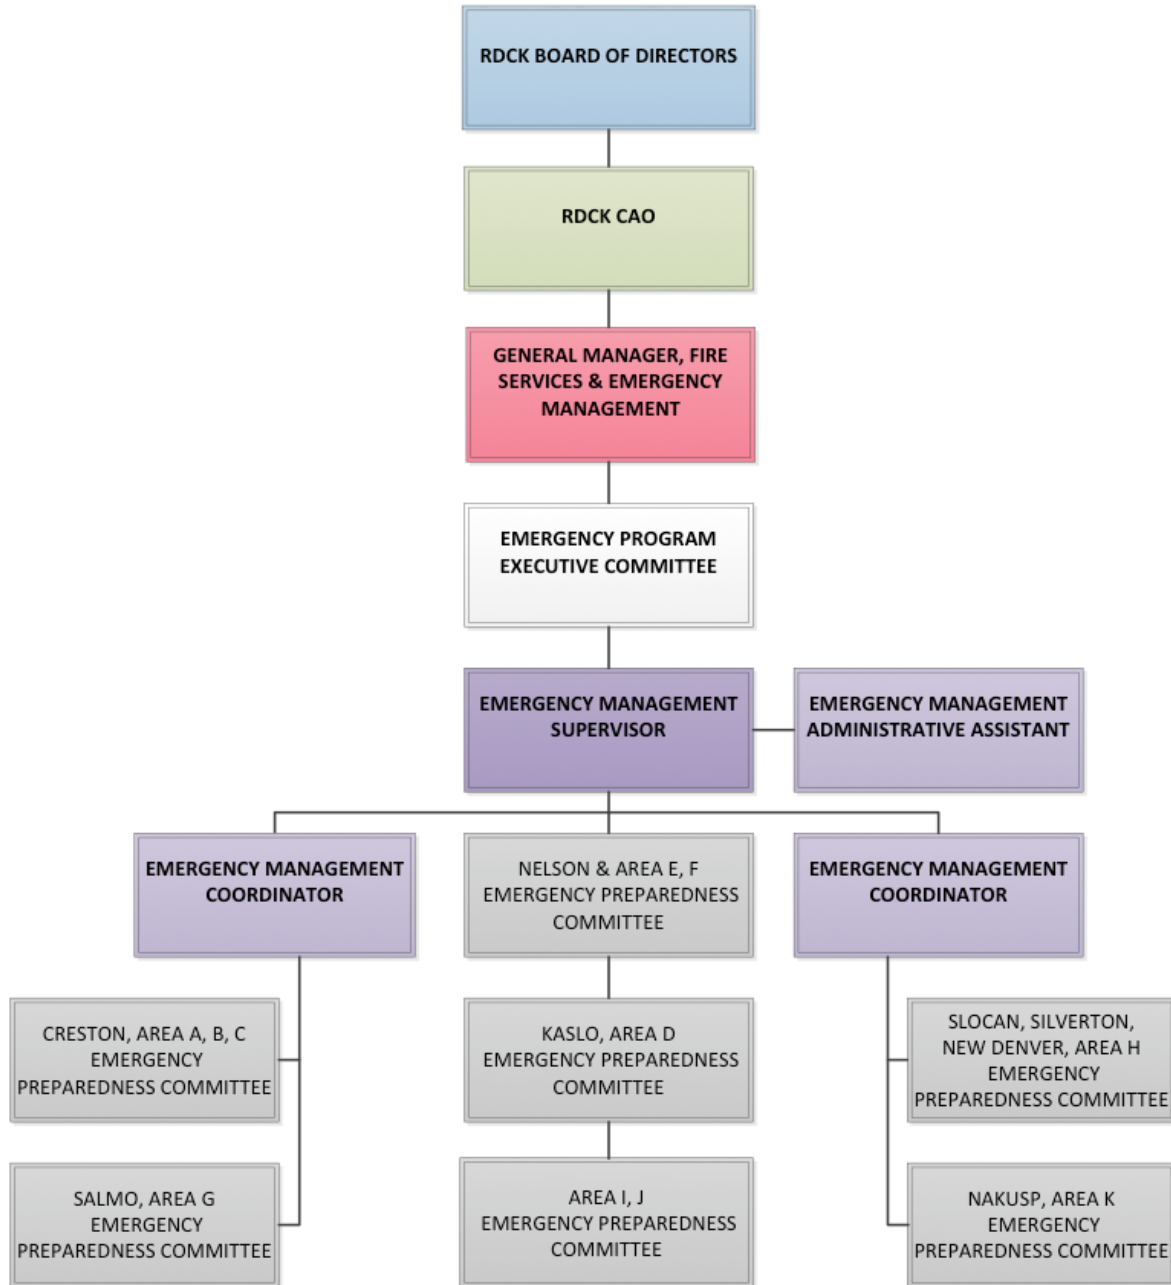 RDCK BOARD OF DIRECTORS
RDCK CAO
GENERAL MANAGER, FIRE
SERVICES & EMERGENCY
MANAGEMENT
EMERGENCY PROGRAM
EXECUTIVE COMMITTEE
EMERGENCY MANAGEMENT
SUPERVISOR
EMERGENCY MANAGEMENT
ADMINISTRATIVE ASSISTANT
EMERGENCY MANAGEMENT
COORDINATOR
NELSON & AREA E, F
EMERGENCY PREPAREDNESS
COMMITTEE
EMERGENCY MANAGEMENT
COORDINATOR
CRESTON, AREA A, B, C
EMERGENCY
PREPAREDNESS COMMITTEE
KASLO, AREA D
EMERGENCY PREPAREDNESS
COMMITTEE
SLOCAN, SILVERTON,
NEW DENVER, AREA H
EMERGENCY
PREPAREDNESS COMMITTEE
SALMO, AREA G
EMERGENCY
PREPAREDNESS COMMITTEE
AREA I, J
EMERGENCY PREPAREDNESS
COMMITTEE
NAKUSP, AREA K
EMERGENCY
PREPAREDNESS COMMITTEE